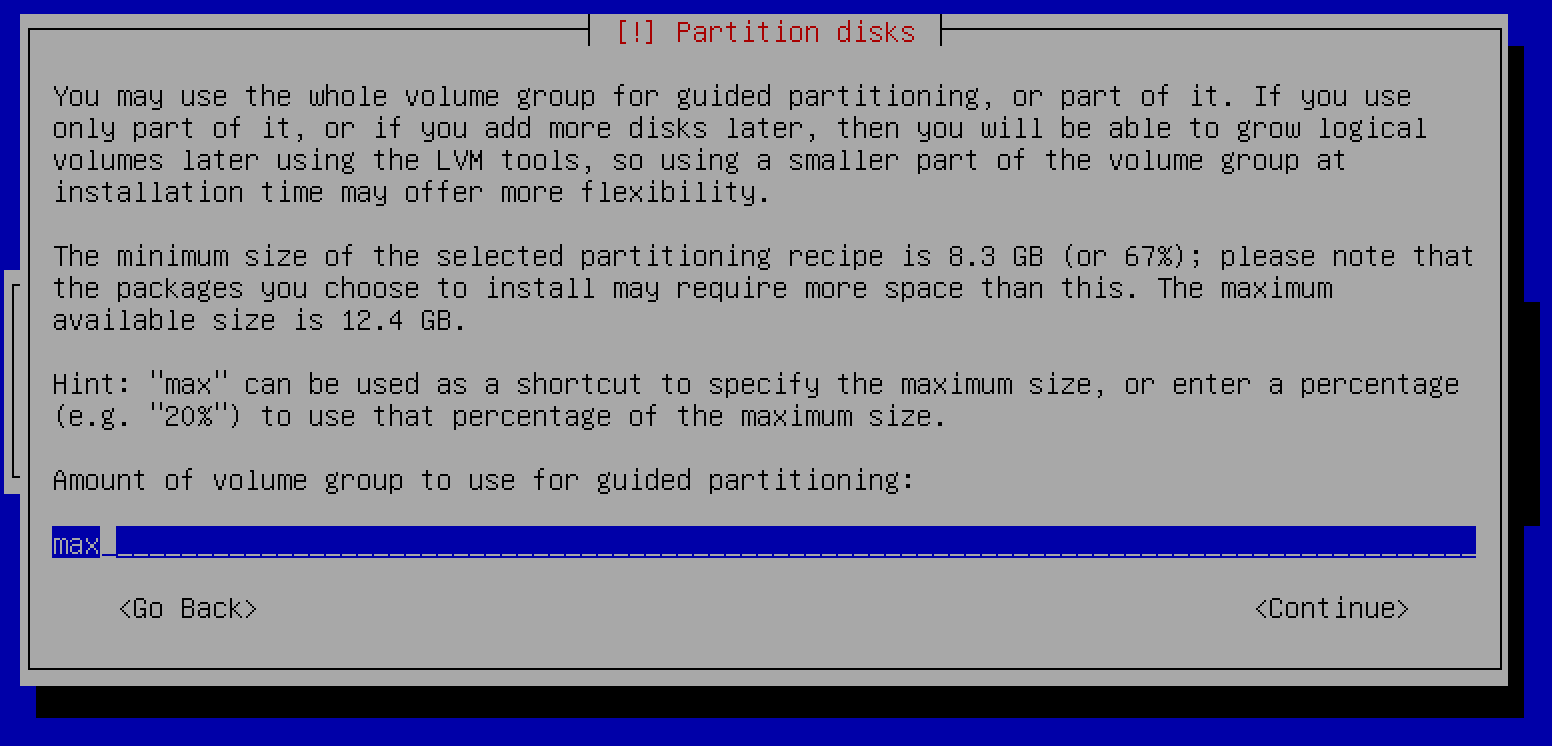 [!] Partition disks
You may use the whole volume group for guided partitioning, or part of it. If you use
only part of it, or if you add more disks later, then you will be able to grow logical
volumes later using the LVM tools, so using a smaller part of the volume group at
installation time may offer more flexibility.
The minimum size of the selected partitioning recipe is 8.3 GB (or 67%); please note that
the packages you choose to install may require more space than this. The maximum
available size is 12.4 GB.
Hint: "max" can be used as a shortcut to specify the maximum size, or enter a percentage
(e.g. "20%") to use that percentage of the maximum size.
Amount of volume group to use for guided partitioning:
max
<Go Back> <Continue>